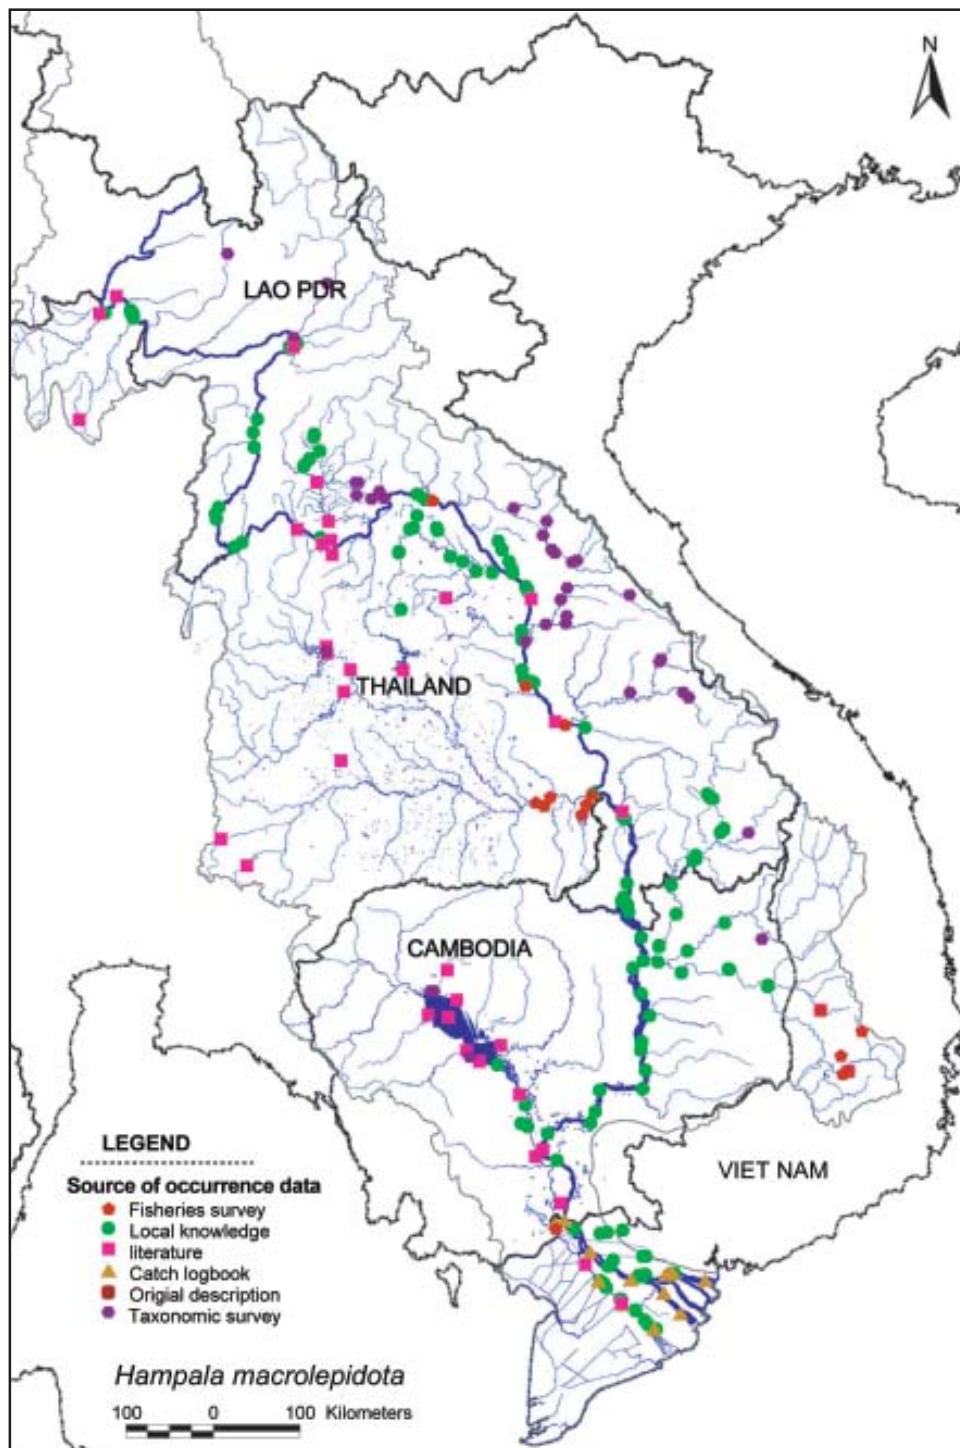 N
LAO PDR
THAILAND
CAMBODIA
VIET NAM
LEGEND
Source of occurrence data
Fisheries survey
Local knowledge
literature
Catch logbook
Origial description
Taxonomic survey
Hampala macrolepidota
100 0 100 Kilometers